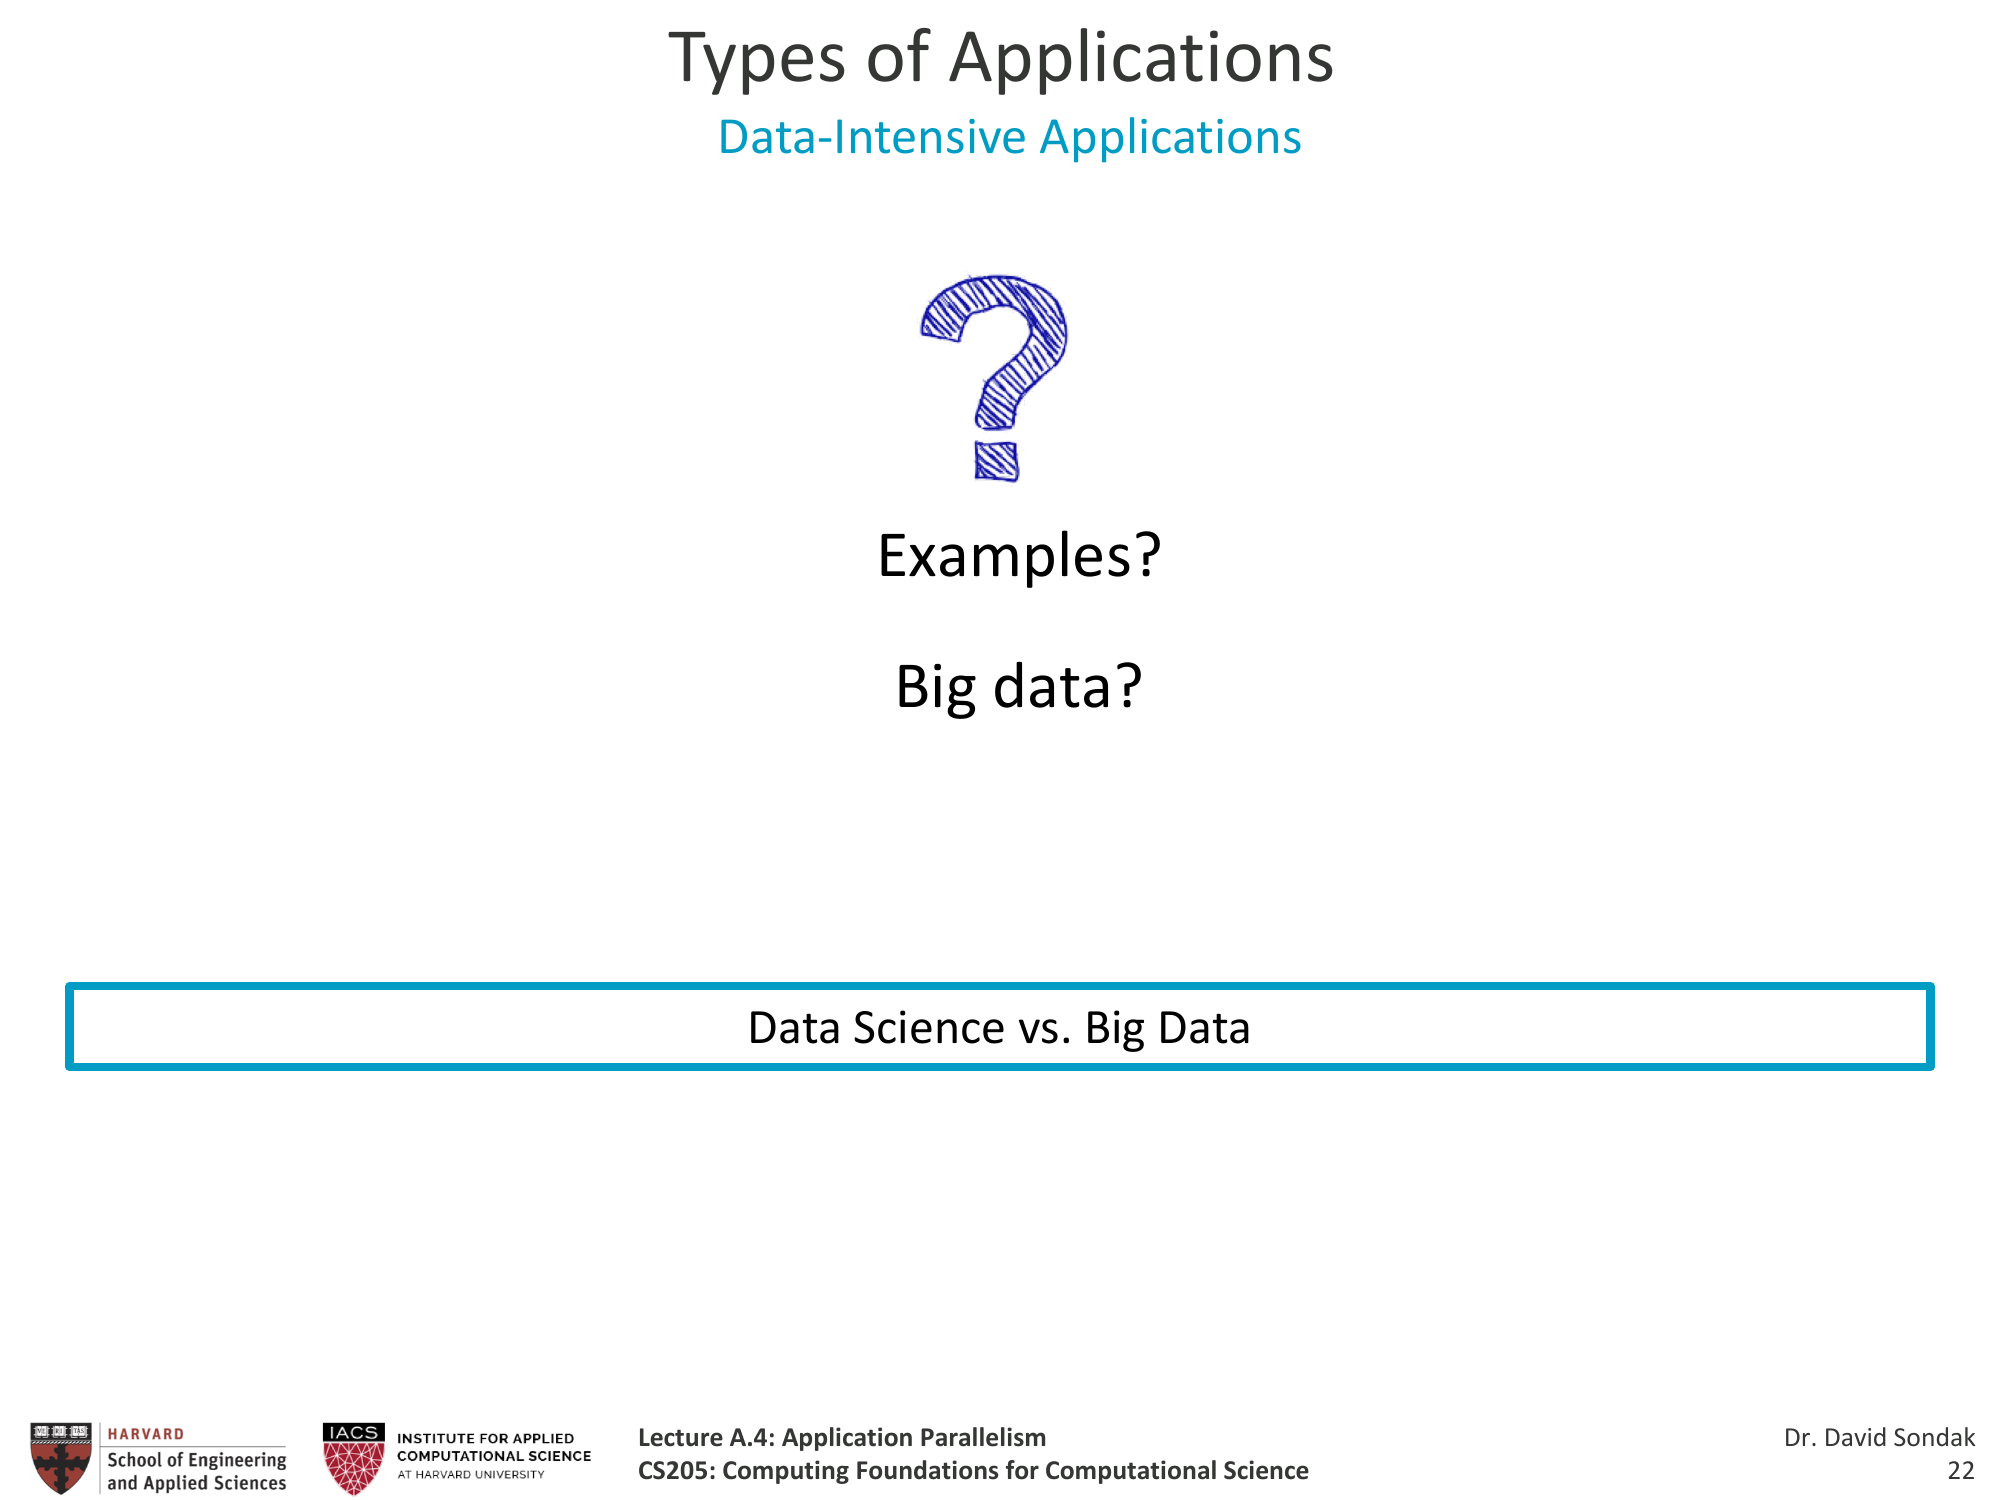 Types of Applications
Data-Intensive Applications
Examples?
Big data?
Data Science vs. Big Data
HARVARD
School of Engineering
and Applied Sciences
IACS
INSTITUTE FOR APPLIED
COMPUTATIONAL SCIENCE
AT HARVARD UNIVERSITY
Lecture A.4: Application Parallelism
CS205: Computing Foundations for Computational Science
Dr. David Sondak
22